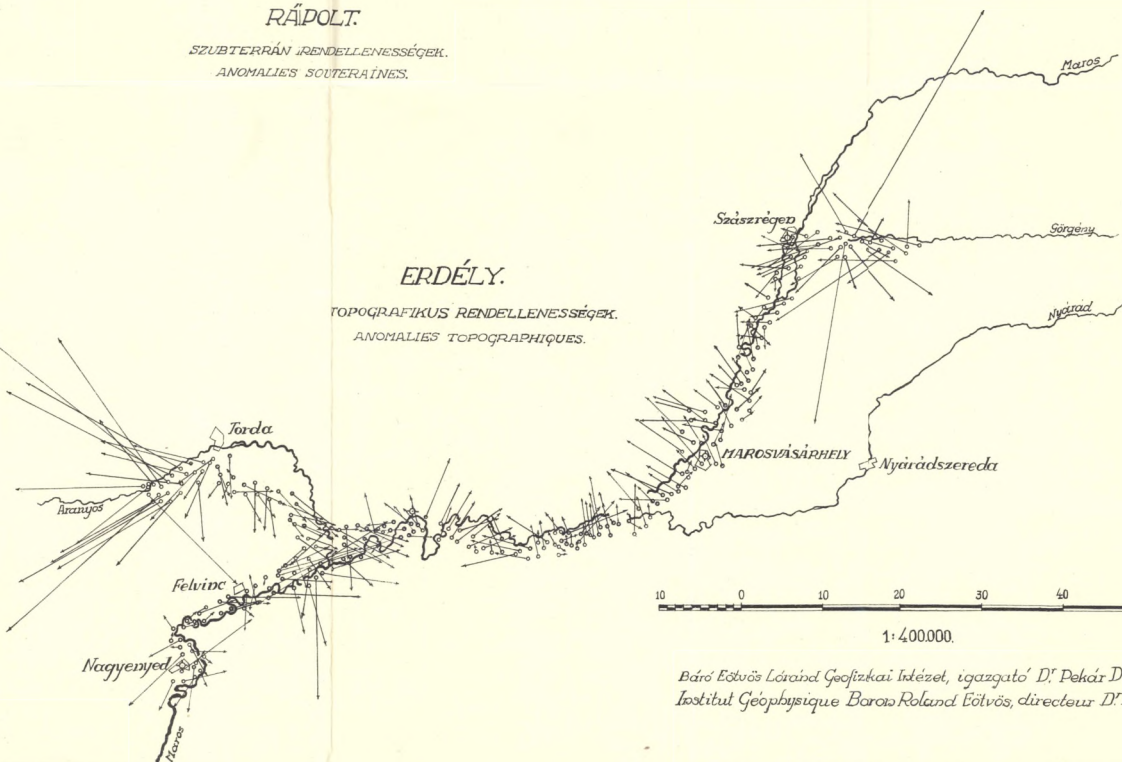 RÁPOLT.
SZUBTERRÁN RENDELLENESSÉGEK.
ANOMALIES SOUTERAINES.
Maros
Szászrégen
Görgény
ERDÉLY.
TOPOGRAFIKUS RENDELLENESSÉGEK.
ANOMALIES TOPOGRAPHIQUES.
Nyárád
Torda
MAROSVÁSÁRHELY
Nyárádszereda
Aranyos
Felvinc
10 0 10 20 30 40
1:400.000.
Nagyenyed
Báró Eötvös Lóránd Geofizikai Intézet, igazgató Dr. Pekár D
Institut Géophysique Baron Roland Eötvös, directeur Dr.
Maros